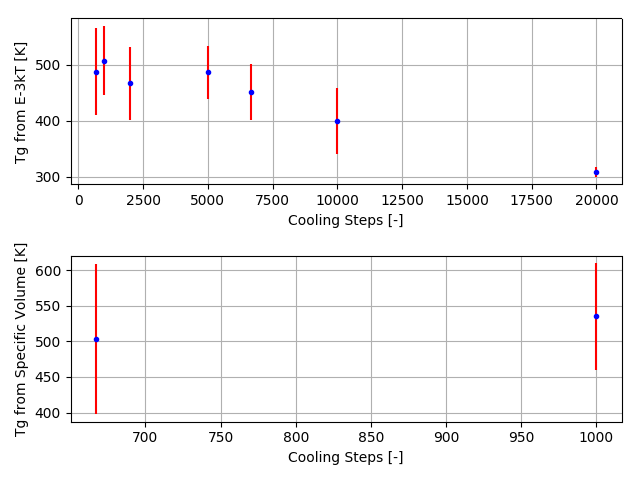 Tg from E-3kT [K]
500
400
300
0 2500 5000 7500 10000 12500 15000 17500 20000
Cooling Steps [-]
Tg from Specific Volume [K]
600
550
500
450
400
700 750 800 850 900 950 1000
Cooling Steps [-]